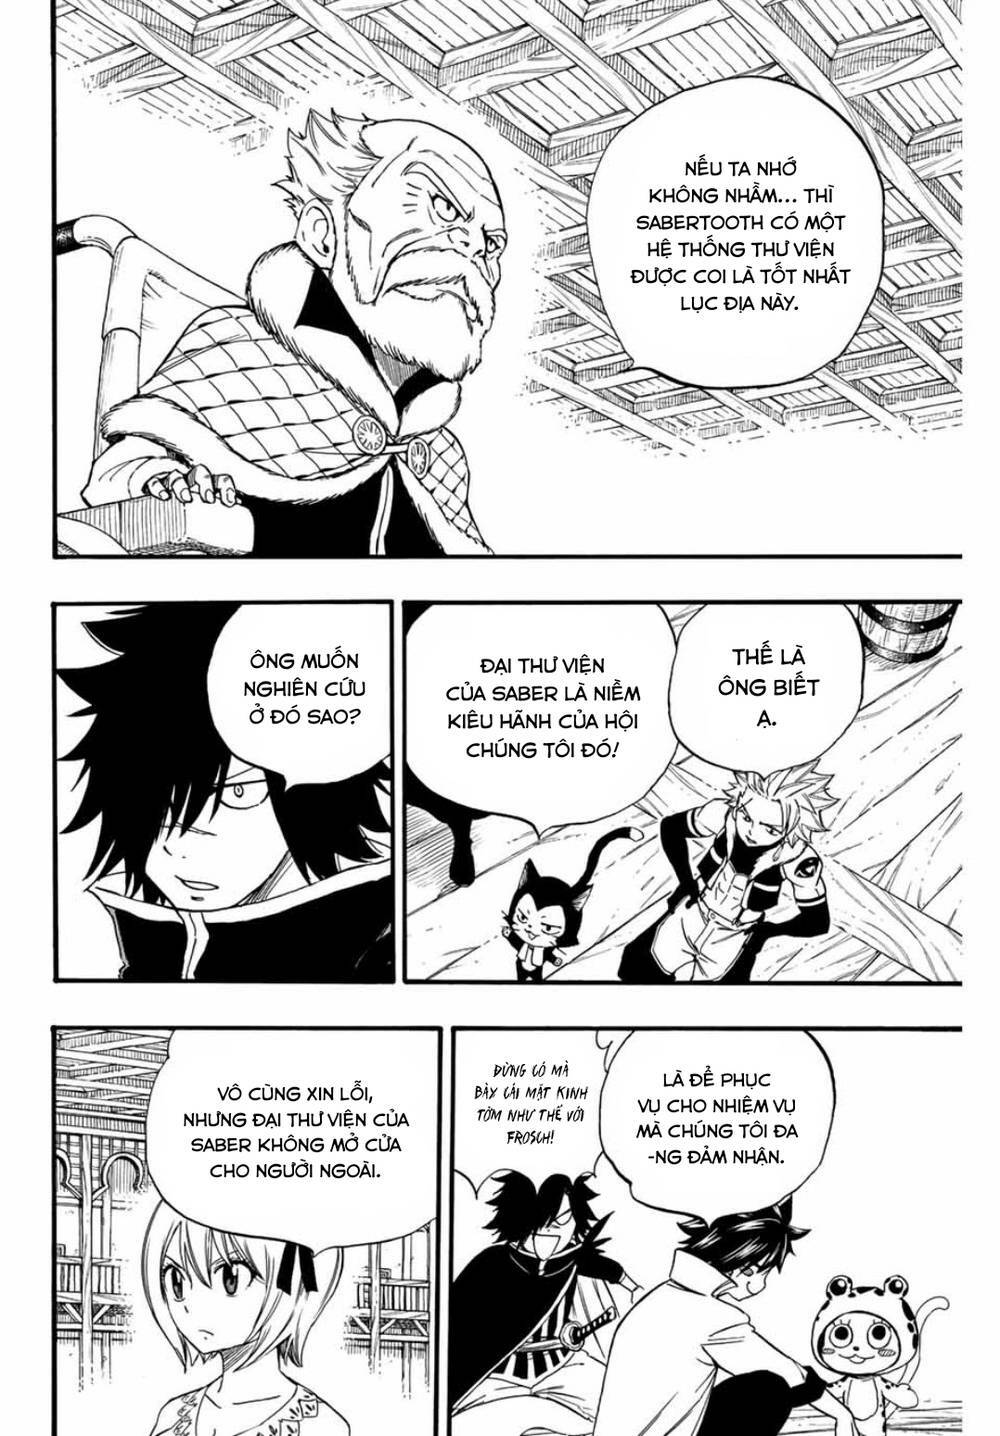 NẾU TA NHỚ
KHÔNG NHẦM... THÌ
SABERTOOTH CÓ MỘT
HỆ THỐNG THƯ VIỆN
ĐƯỢC COI LÀ TỐT NHẤT
LỤC ĐỊA NÀY.
THẾ LÀ
ÔNG BIẾT
Ạ.
ĐẠI THƯ VIỆN
CỦA SABER LÀ NIỀM
KIÊU HÃNH CỦA HỘI
CHÚNG TÔI ĐÓ!
ÔNG MUỐN
NGHIÊN CỨU
Ở ĐÓ SAO?
LÀ ĐỂ PHỤC
VỤ CHO NHIỆM VỤ
MÀ CHÚNG TÔI ĐA
-NG ĐẢM NHẬN.
ĐỪNG CÓ MÀ
BÀY CÁI MẶT KINH
TỞM NHƯ THẾ VỚI
FROSCH!
VÔ CÙNG XIN LỖI,
NHƯNG ĐẠI THƯ VIỆN CỦA
SABER KHÔNG MỞ CỬA
CHO NGƯỜI NGOÀI.